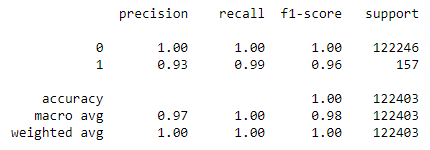 precision recall f1-score support
0 1.00 1.00 1.00 122246
1 0.93 0.99 0.96 157
accuracy 1.00 122403
macro avg 0.97 1.00 0.98 122403
weighted avg 1.00 1.00 1.00 122403